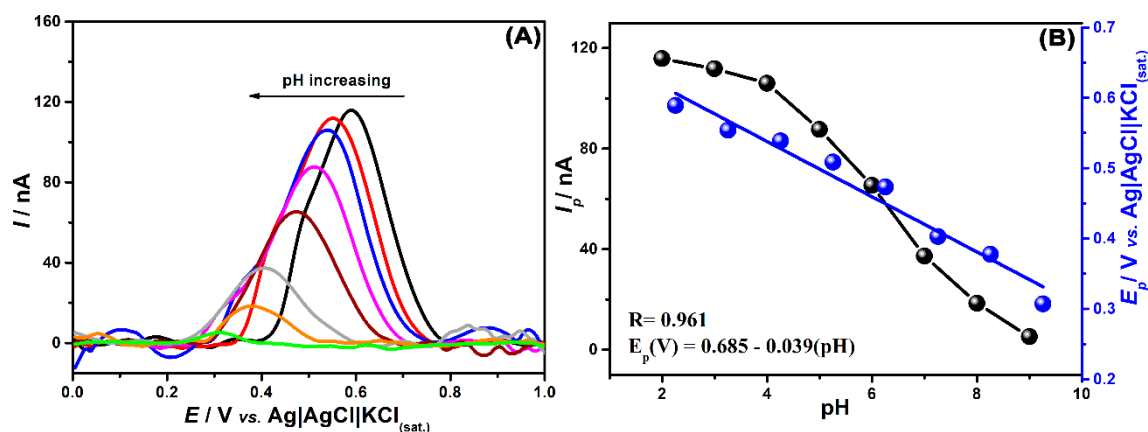 (A)
pH increasing
160
120
80
40
0
I / nA
0.0 0.2 0.4 0.6 0.8 1.0
E / V vs. Ag|AgCl||KCl(sat.)
(B)
120
80
40
0
Ip / nA
R= 0.961
Ep(V) = 0.685 - 0.039(pH)
2 4 6 8 10
pH
0.7
0.6
0.5
0.4
0.3
0.2
Ep / V vs. Ag|AgCl||KCl(sat.)